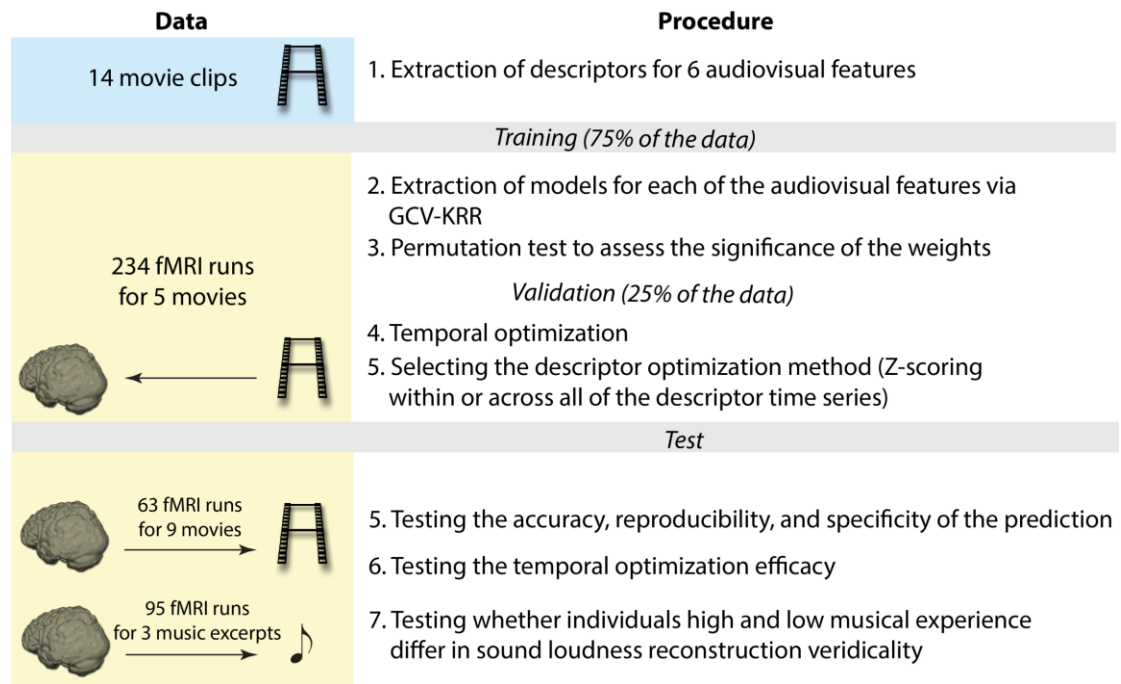 Data
Procedure
14 movie clips
1. Extraction of descriptors for 6 audiovisual features
Training (75% of the data)
234 fMRI runs
for 5 movies
2. Extraction of models for each of the audiovisual features via
GCV-KRR
3. Permutation test to assess the significance of the weights
Validation (25% of the data)
4. Temporal optimization
5. Selecting the descriptor optimization method (Z-scoring
within or across all of the descriptor time series)
Test
63 fMRI runs
for 9 movies
5. Testing the accuracy, reproducibility, and specificity of the prediction
6. Testing the temporal optimization efficacy
95 fMRI runs
for 3 music excerpts
7. Testing whether individuals high and low musical experience
differ in sound loudness reconstruction veridicality